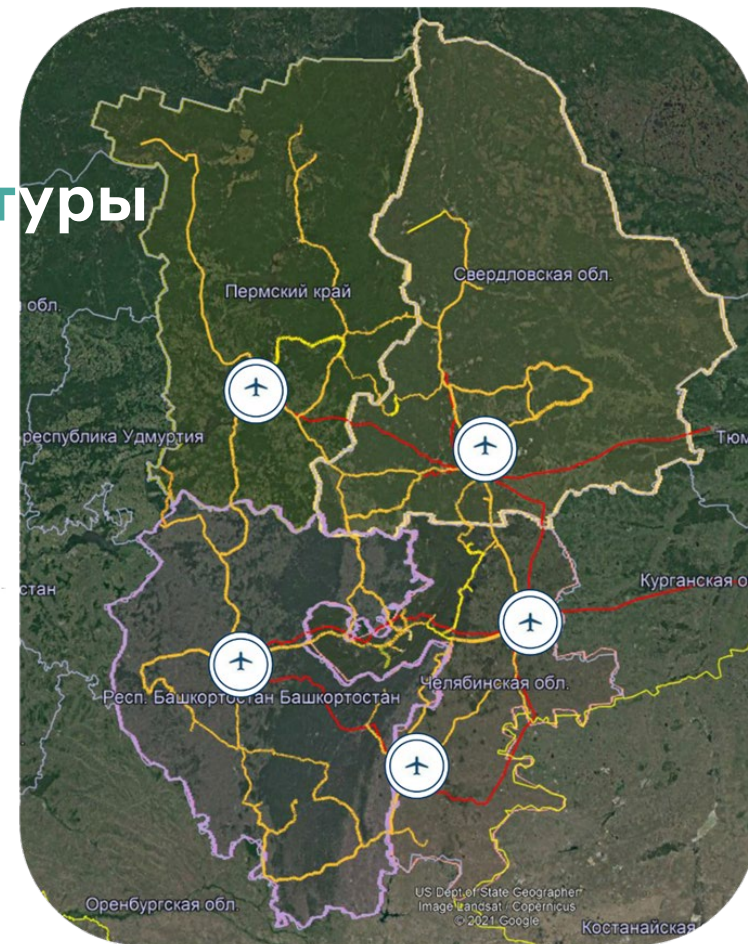 туры
Свердловская обл.
Пермский край
обл.
республика Удмуртия
Тюм
Курганская о
стан
Челябинская обл.
Респ. Башкортостан Башкортостан
US Dept of State Geographer
Image Landsat / Copernicus
© 2021 Google
Оренбургская обл.
Костанайская